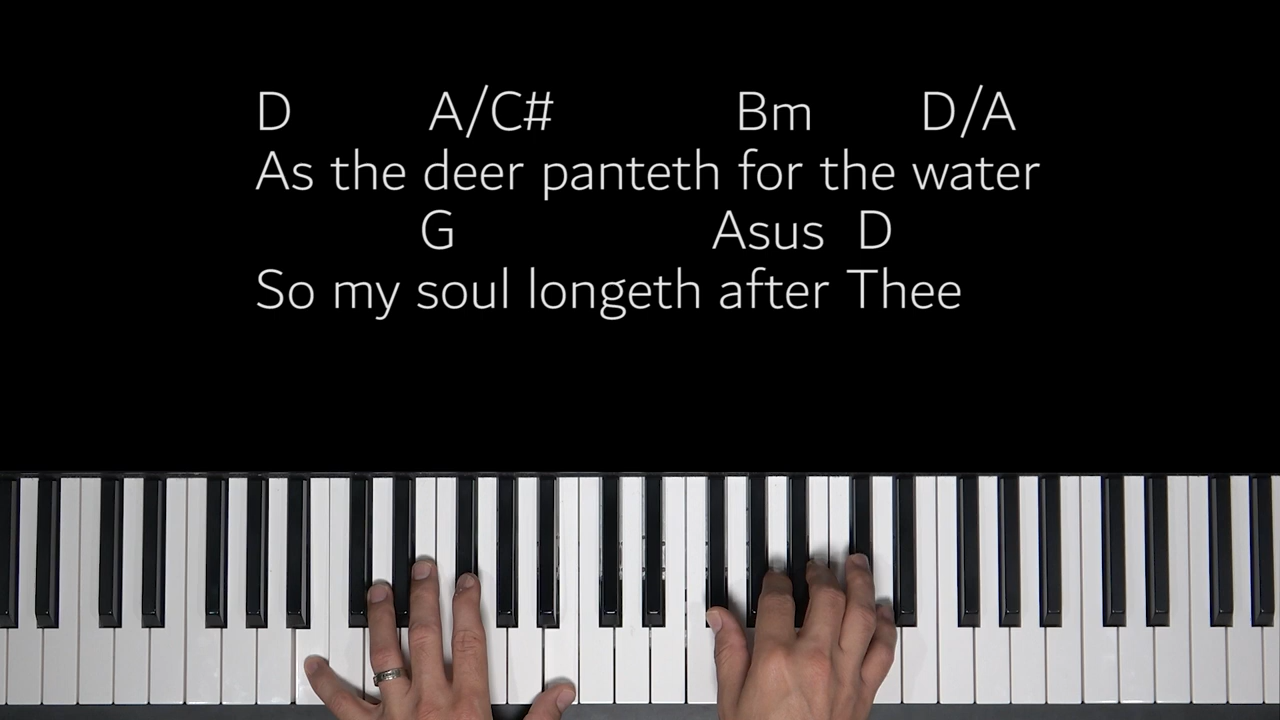 D A/C# Bm D/A
As the deer panteth for the water
G Asus D
So my soul longeth after Thee